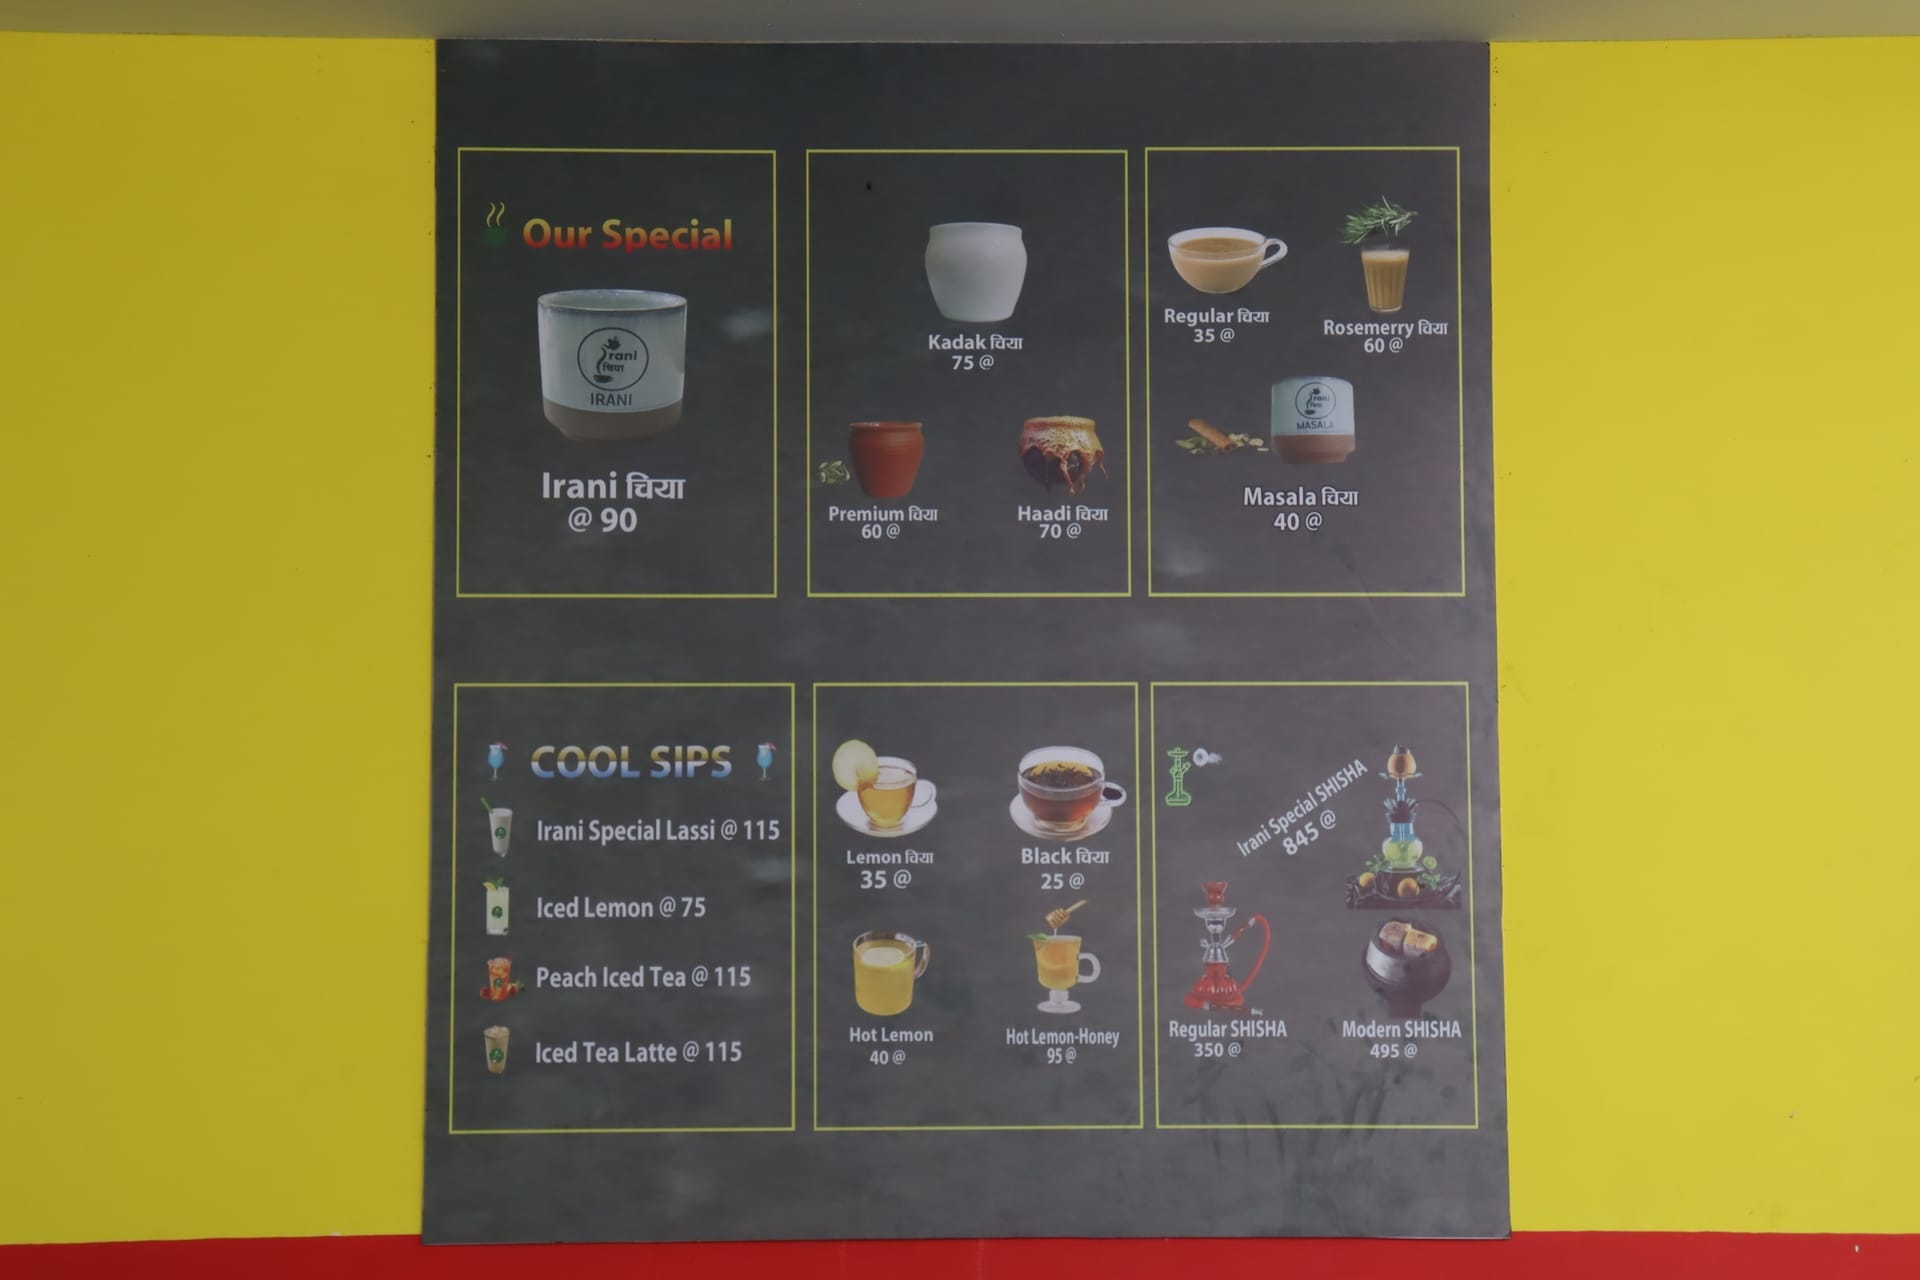 Our Special
Irani
चिया
IRANI
Irani चिया
@ 90
Kadak चिया
75 @
Premium चिया
60 @
Haadi चिया
70 @
Regular चिया
35 @
Rosemerry चिया
60 @
Irani
चिया
MASALA
Masala चिया
40 @
COOL SIPS
Irani Special Lassi @ 115
Iced Lemon @ 75
Peach Iced Tea @ 115
Iced Tea Latte @ 115
Lemon चिया
35 @
Black चिया
25 @
Hot Lemon
40 @
Hot Lemon-Honey
95 @
Irani Special SHISHA
845 @
Regular SHISHA
350 @
Modern SHISHA
495 @